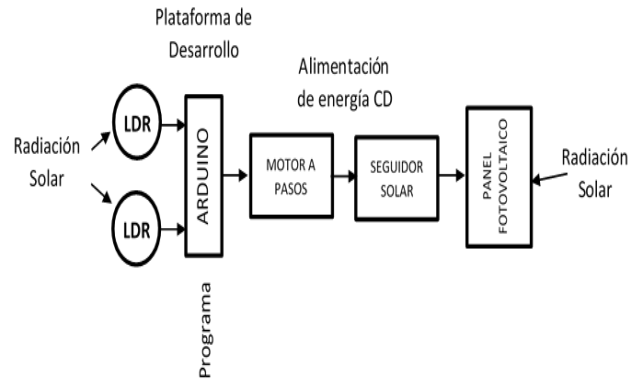 Plataforma de
Desarrollo
Alimentación
de energía CD
Radiación
Solar
LDR
LDR
ARDUINO
MOTOR A
PASOS
SEGUIDOR
SOLAR
PANEL
FOTOVOLTAICO
Radiación
Solar
Programa